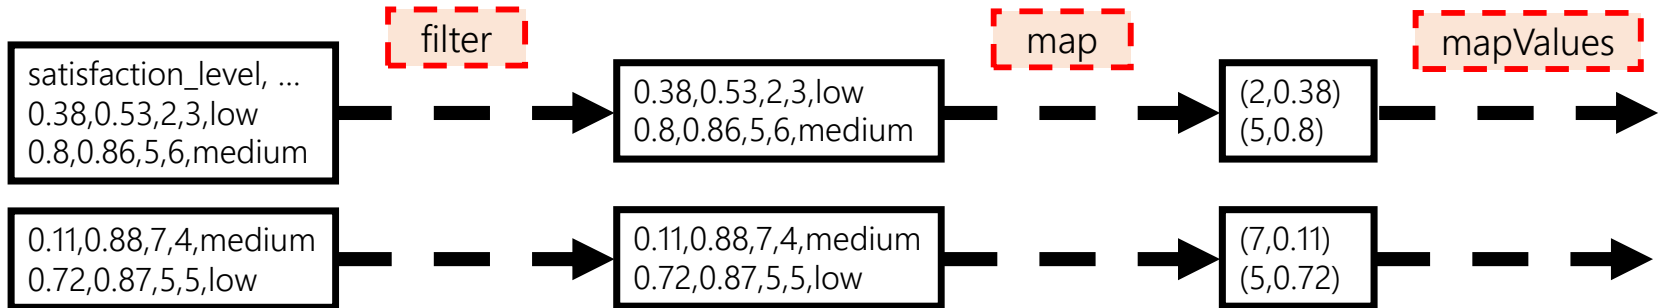 filter
map
mapValues
satisfaction_level, ...
0.38,0.53,2,3,low
0.8,0.86,5,6,medium
0.38,0.53,2,3,low
0.8,0.86,5,6,medium
(2,0.38)
(5,0.8)
0.11,0.88,7,4,medium
0.72,0.87,5,5,low
0.11,0.88,7,4,medium
0.72,0.87,5,5,low
(7,0.11)
(5,0.72)